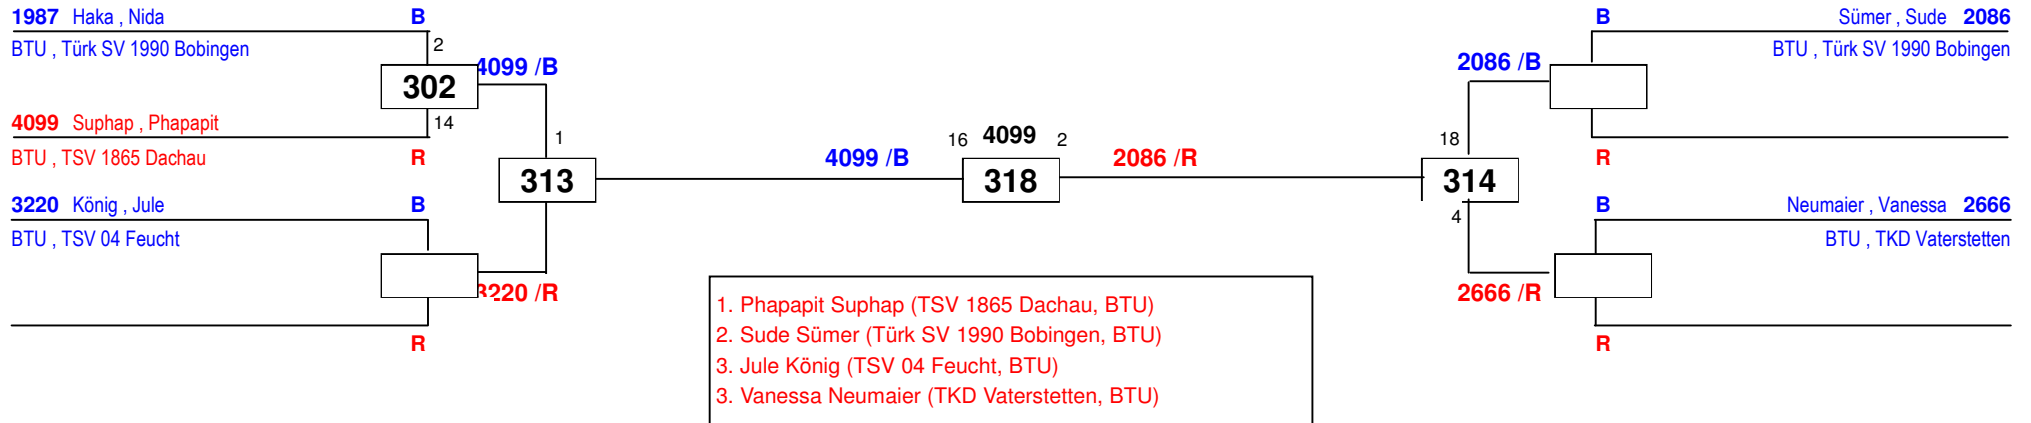 1987 Haka , Nida B
BTU , Türk SV 1990 Bobingen
2
302
4099 /B
14
4099 Suphap , Phapapit
BTU , TSV 1865 Dachau R
1
313
3220 König , Jule B
BTU , TSV 04 Feucht
3220 /R
R
4099 /B
16 4099 2
318
2086 /R
B Sümer , Sude 2086
BTU , Türk SV 1990 Bobingen
2086 /B
18
R
314
4
B Neumaier , Vanessa 2666
BTU , TKD Vaterstetten
2666 /R
R
1. Phapapit Suphap (TSV 1865 Dachau, BTU)
2. Sude Sümer (Türk SV 1990 Bobingen, BTU)
3. Jule König (TSV 04 Feucht, BTU)
3. Vanessa Neumaier (TKD Vaterstetten, BTU)